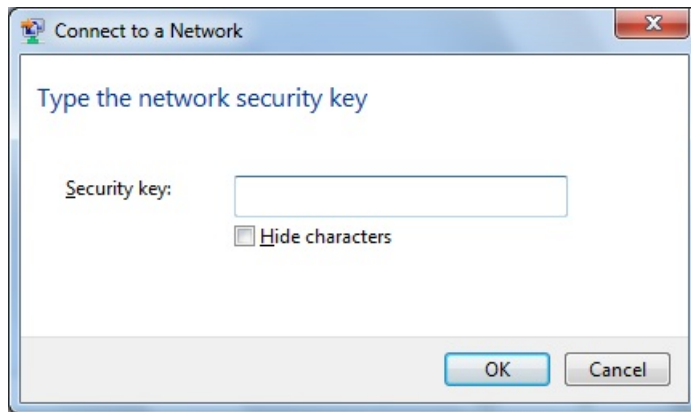 Connect to a Network
Type the network security key
Security key:
Hide characters
OK Cancel